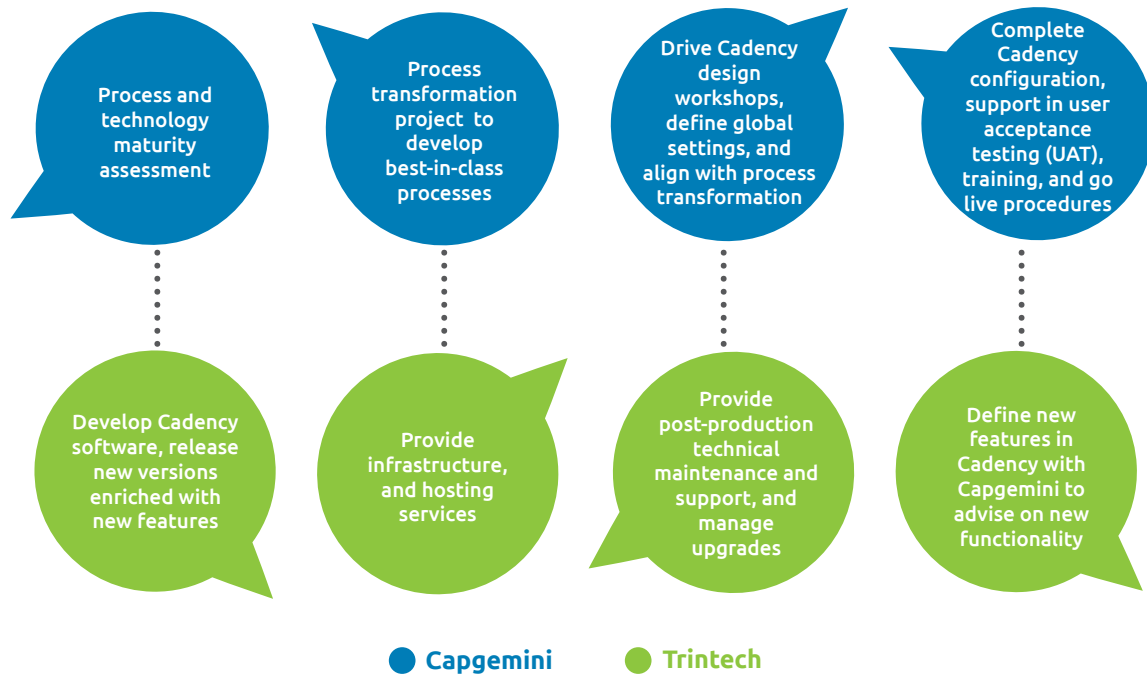 Process and
technology
maturity
assessment
Process
transformation
project to
develop
best-in-class
processes
Drive Cadency
design
workshops,
define global
settings, and
align with process
transformation
Complete
Cadency
configuration,
support in user
acceptance
testing (UAT),
training, and go
live procedures
Develop Cadency
software, release
new versions
enriched with
new features
Provide
infrastructure,
and hosting
services
Provide
post-production
technical
maintenance and
support, and
manage
upgrades
Define new
features in
Cadency with
Capgemini to
advise on new
functionality
Capgemini
Trintech